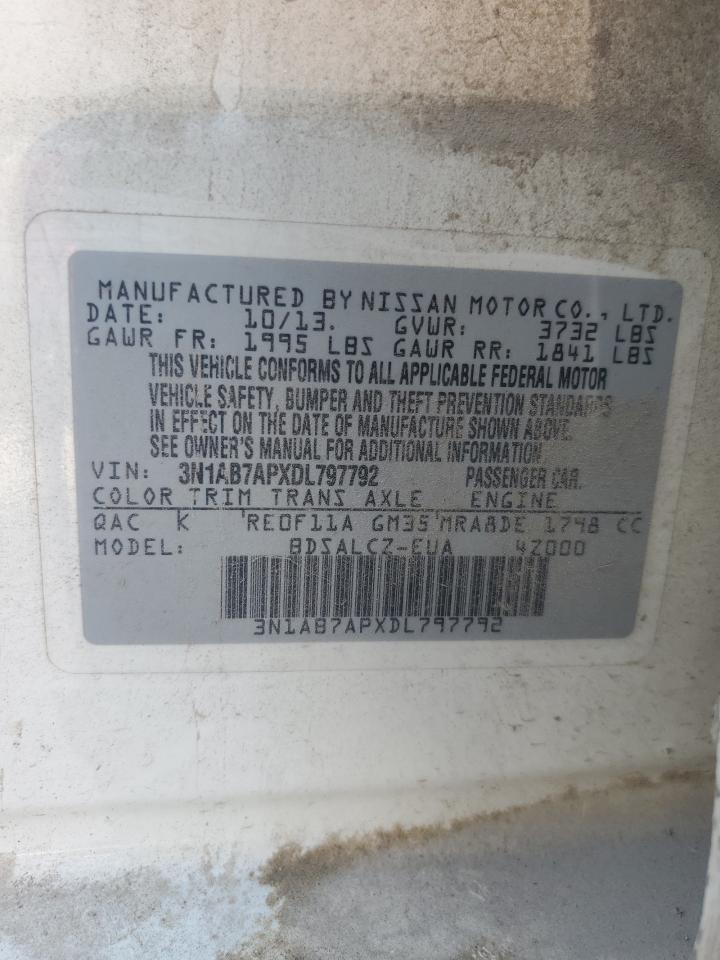 MANUFACTURED BY NISSAN MOTOR CO., LTD.
DATE: 10/13. GVWR: 3732 LBS
GAWR FR: 1995 LBS GAWR RR: 1841 LBS
THIS VEHICLE CONFORMS TO ALL APPLICABLE FEDERAL MOTOR
VEHICLE SAFETY, BUMPER AND THEFT PREVENTION STANDARDS
IN EFFECT ON THE DATE OF MANUFACTURE SHOWN ABOVE.
SEE OWNER'S MANUAL FOR ADDITIONAL INFORMATION
VIN: 3N1AB7APXDL797792 PASSENGER CAR.
COLOR TRIM TRANS AXLE ENGINE
QAC K RE0F11A GM35 MRA8DE 1798 CC
MODEL: BDSALCZ-EUA 4Z000
3N1AB7APXDL797792